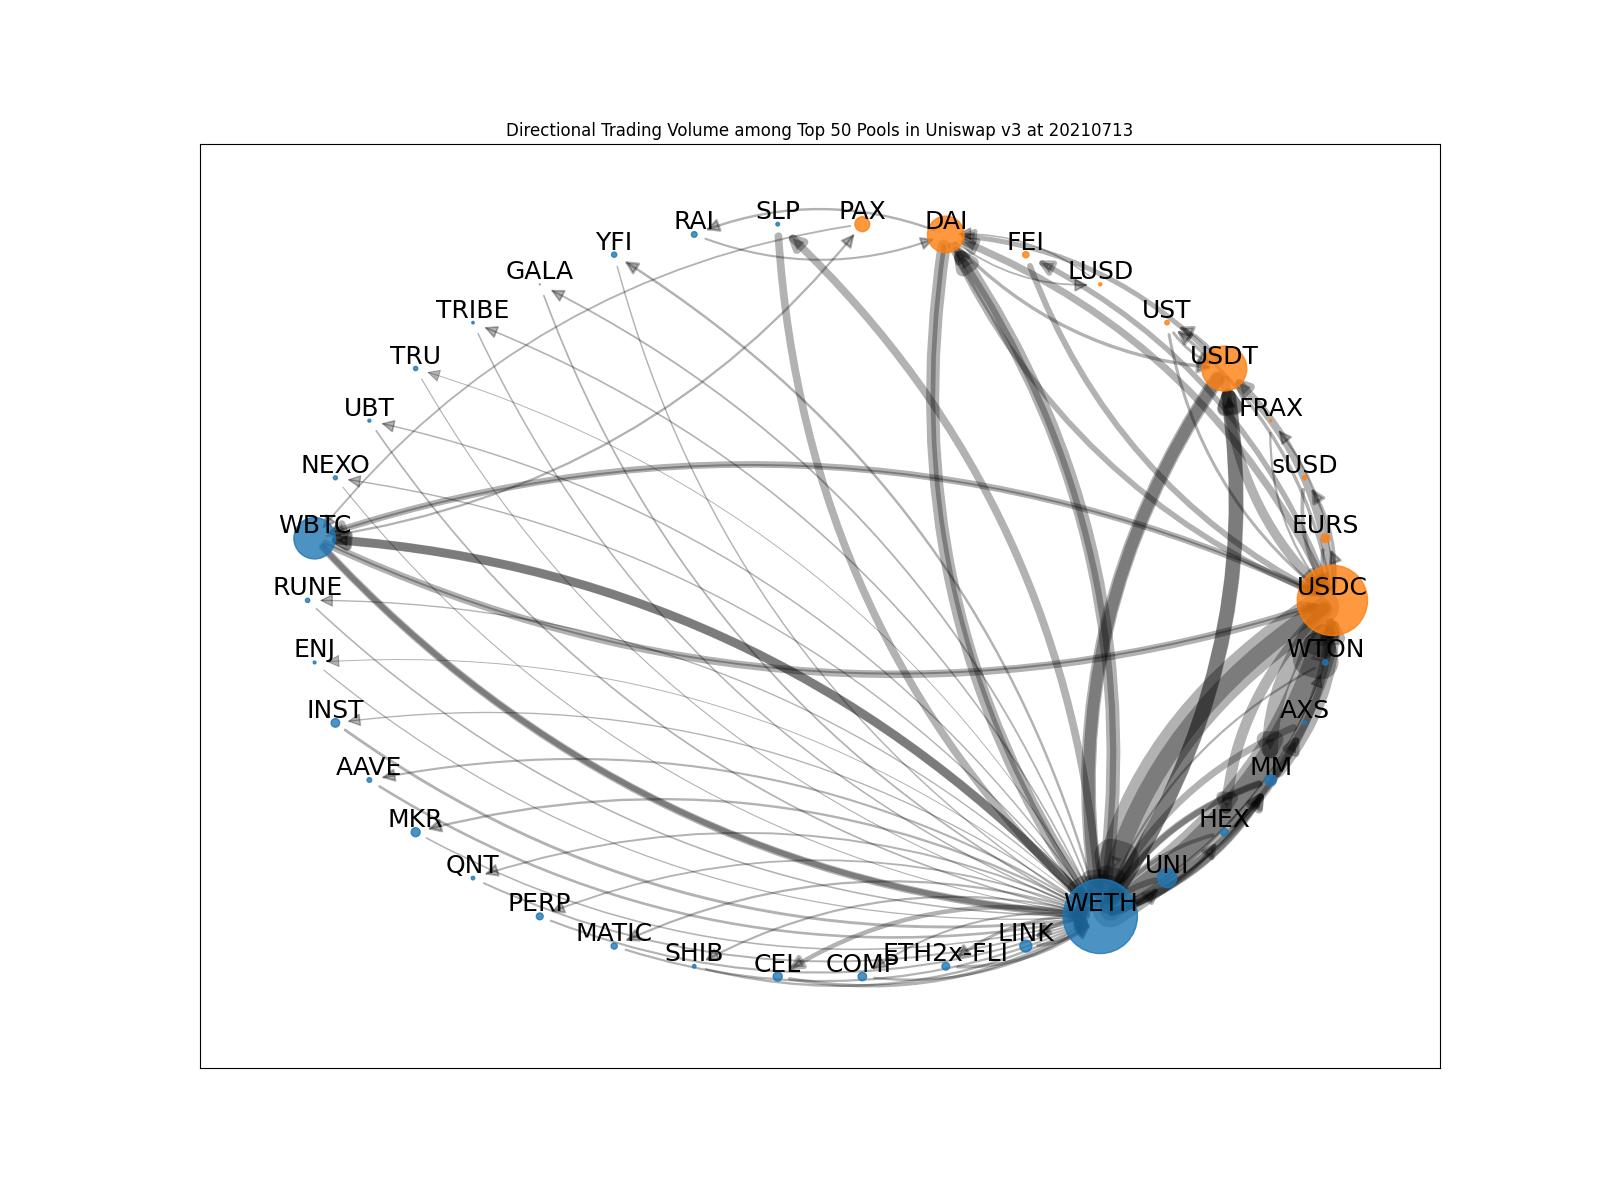 Directional Trading Volume among Top 50 Pools in Uniswap v3 at 20210713
SLP
PAX
RAI
DAI
YFI
FEI
GALA
LUSD
TRIBE
UST
TRU
USDT
UBT
FRAX
NEXO
sUSD
WBTC
EURS
RUNE
USDC
ENJ
WTON
INST
AXS
AAVE
MM
MKR
HEX
QNT
UNI
PERP
WETH
MATIC
LINK
SHIB
ETH2x-FLI
CEL
COMP